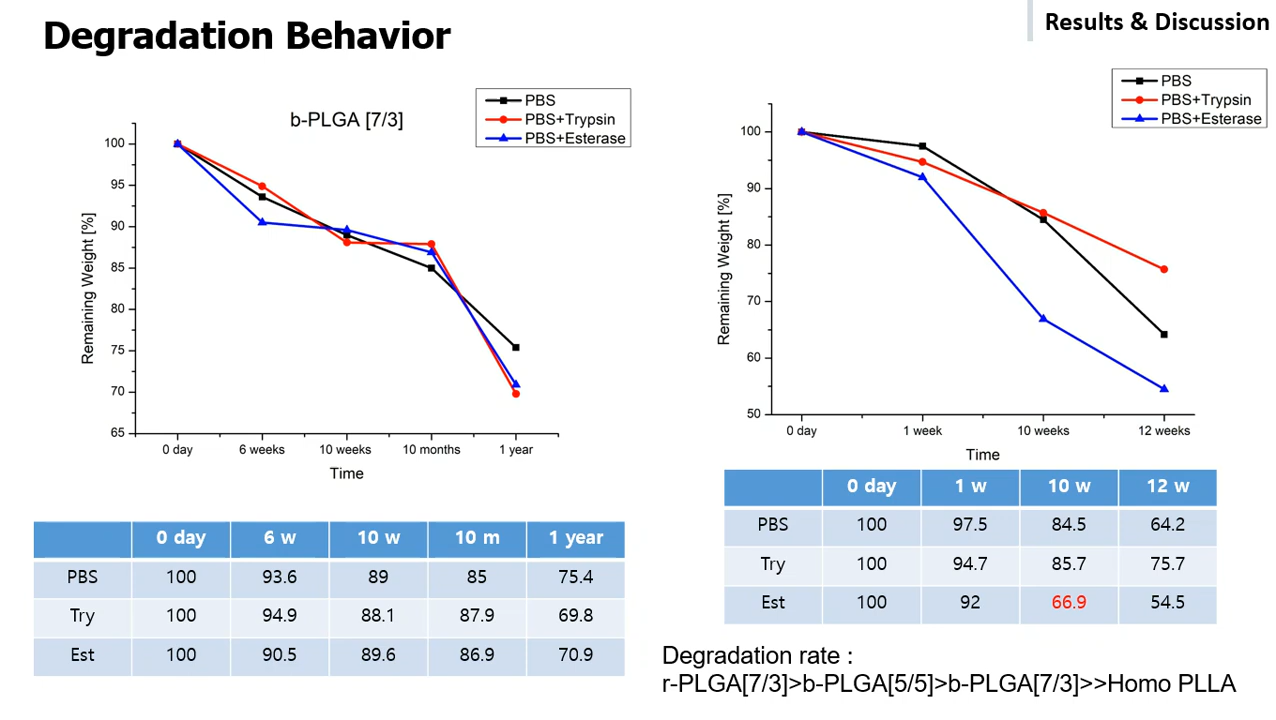 Degradation Behavior
Results & Discussion
b-PLGA [7/3]
PBS
PBS+Trypsin
PBS+Esterase
Remaining Weight [%]
100
95
90
85
80
75
70
65
0 day 6 weeks 10 weeks 10 months 1 year
Time
0 day 6 w 10 w 10 m 1 year
PBS 100 93.6 89 85 75.4
Try 100 94.9 88.1 87.9 69.8
Est 100 90.5 89.6 86.9 70.9
PBS
PBS+Trypsin
PBS+Esterase
Remaining Weight [%]
100
90
80
70
60
50
0 day 1 week 10 weeks 12 weeks
Time
0 day 1 w 10 w 12 w
PBS 100 97.5 84.5 64.2
Try 100 94.7 85.7 75.7
Est 100 92 66.9 54.5
Degradation rate :
r-PLGA[7/3]>b-PLGA[5/5]>b-PLGA[7/3]>>Homo PLLA